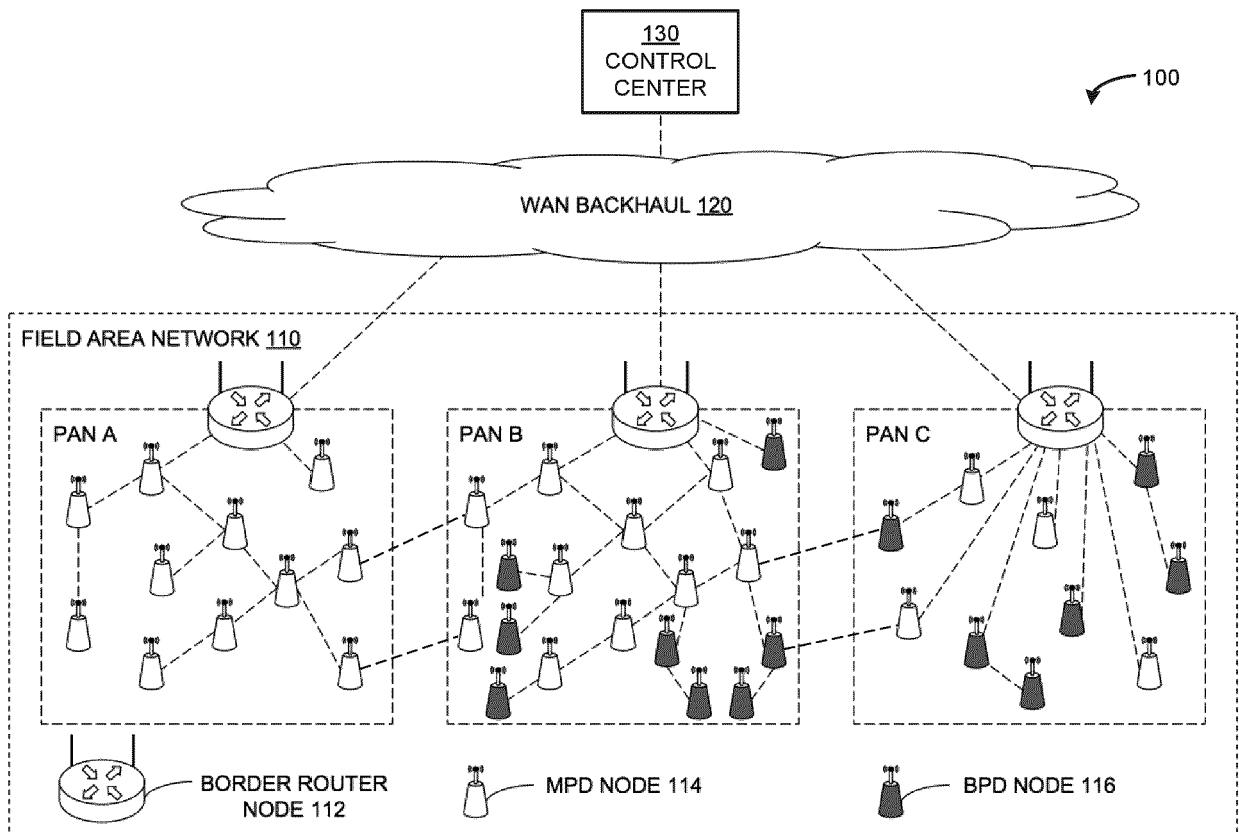 130
CONTROL
CENTER
100
WAN BACKHAUL 120
FIELD AREA NETWORK 110
PAN A
PAN B
PAN C
BORDER ROUTER
NODE 112
MPD NODE 114
BPD NODE 116